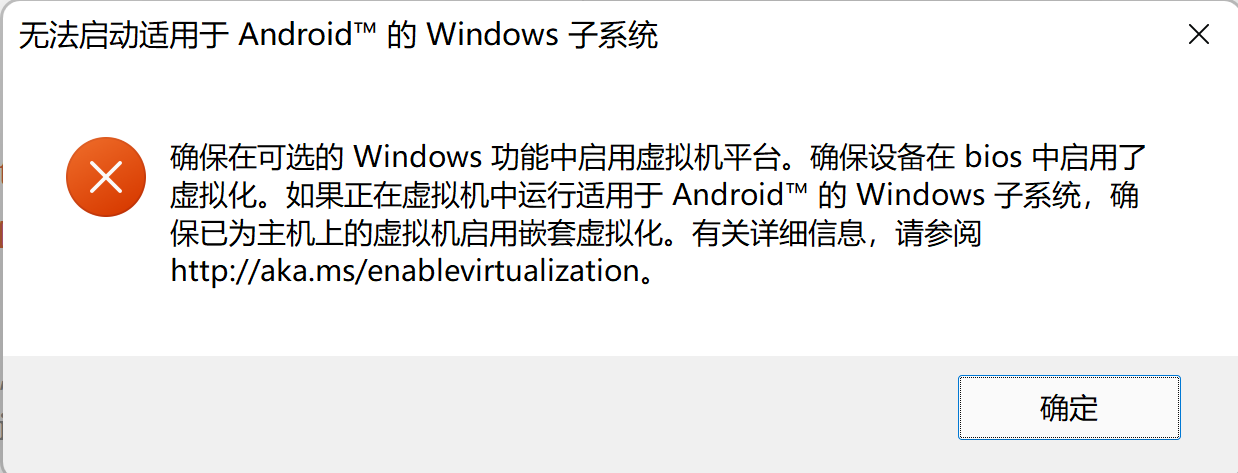 无法启动适用于 Android™ 的 Windows 子系统
确保在可选的 Windows 功能中启用虚拟机平台。确保设备在 bios 中启用了
虚拟化。如果正在虚拟机中运行适用于 Android™ 的 Windows 子系统，确
保已为主机上的虚拟机启用嵌套虚拟化。有关详细信息，请参阅
http://aka.ms/enablevirtualization。
确定